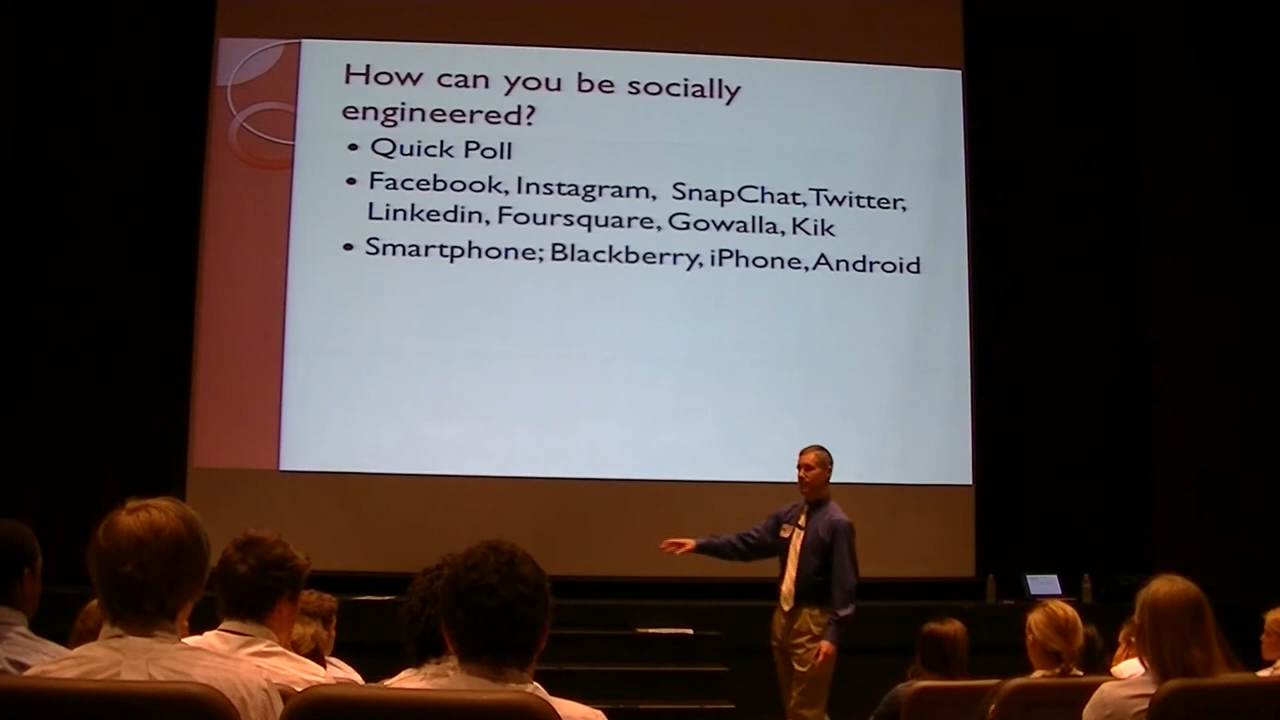 How can you be socially
engineered?
• Quick Poll
• Facebook, Instagram, SnapChat, Twitter,
Linkedin, Foursquare, Gowalla, Kik
• Smartphone; Blackberry, iPhone, Android